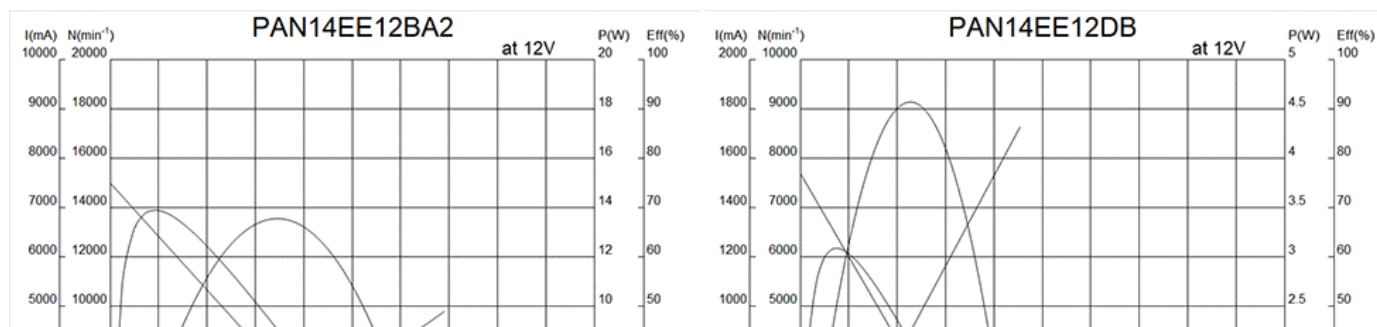 PAN14EE12BA2
I(mA) N(min⁻¹) at 12V P(W) Eff(%)
10000 20000 20 100
9000 18000 18 90
8000 16000 16 80
7000 14000 14 70
6000 12000 12 60
5000 10000 10 50
PAN14EE12DB
I(mA) N(min⁻¹) at 12V P(W) Eff(%)
2000 10000 5 100
1800 9000 4.5 90
1600 8000 4 80
1400 7000 3.5 70
1200 6000 3 60
1000 5000 2.5 50